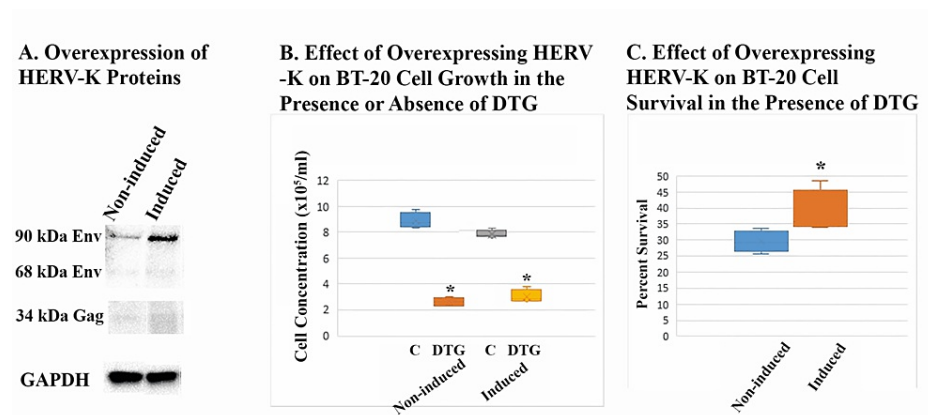 A. Overexpression of
HERV-K Proteins
Non-induced
Induced
90 kDa Env
68 kDa Env
34 kDa Gag
GAPDH
B. Effect of Overexpressing HERV
-K on BT-20 Cell Growth in the
Presence or Absence of DTG
Cell Concentration (x10⁵/ml)
12
10
8
6
4
2
0
*
*
C DTG C DTG
Non-induced
Induced
C. Effect of Overexpressing
HERV-K on BT-20 Cell
Survival in the Presence of DTG
Percent Survival
50
45
40
35
30
25
20
15
10
5
0
*
Non-induced
Induced